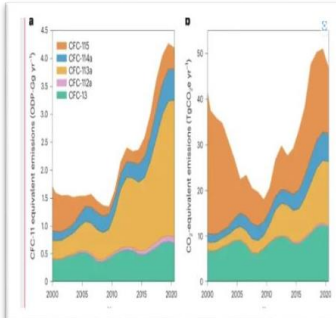 a
b
CFC-11 equivalent emissions (ODP-Gg yr⁻¹)
4.5
4.0
3.5
3.0
2.5
2.0
1.5
1.0
0.5
0
CFC-115
CFC-114a
CFC-113a
CFC-112a
CFC-13
2000
2005
2010
2015
2020
CO₂-equivalent emissions (TgCO₂e yr⁻¹)
50
40
30
20
10
0
2000
2005
2010
2015
2020